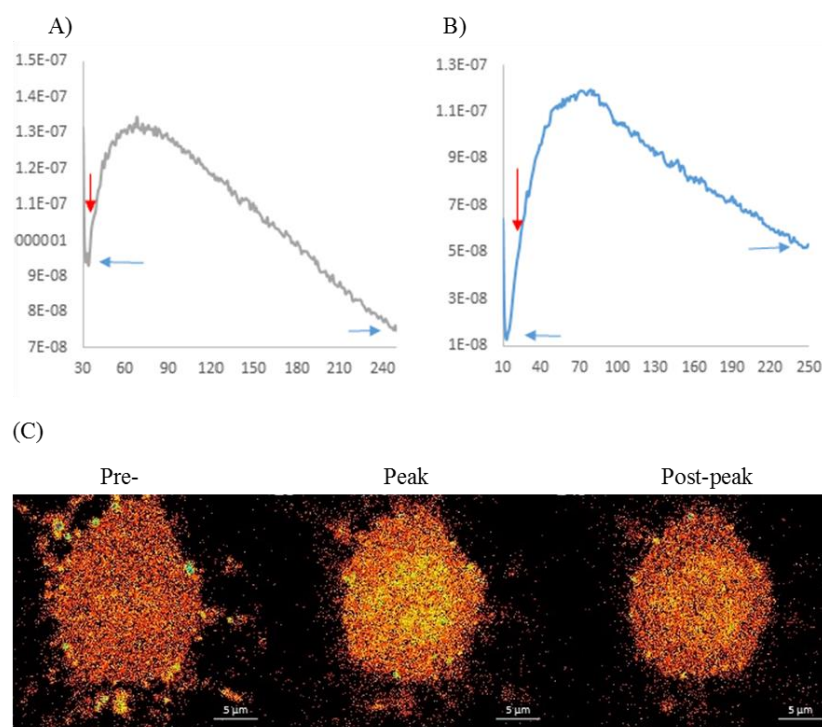 A)
B)
1.5E-07
1.4E-07
1.3E-07
1.2E-07
1.1E-07
000001
9E-08
8E-08
7E-08
30 60 90 120 150 180 210 240
1.3E-07
1.1E-07
9E-08
7E-08
5E-08
3E-08
1E-08
10 40 70 100 130 160 190 220 250
(C)
Pre- Peak Post-peak
5 µm 5 µm 5 µm